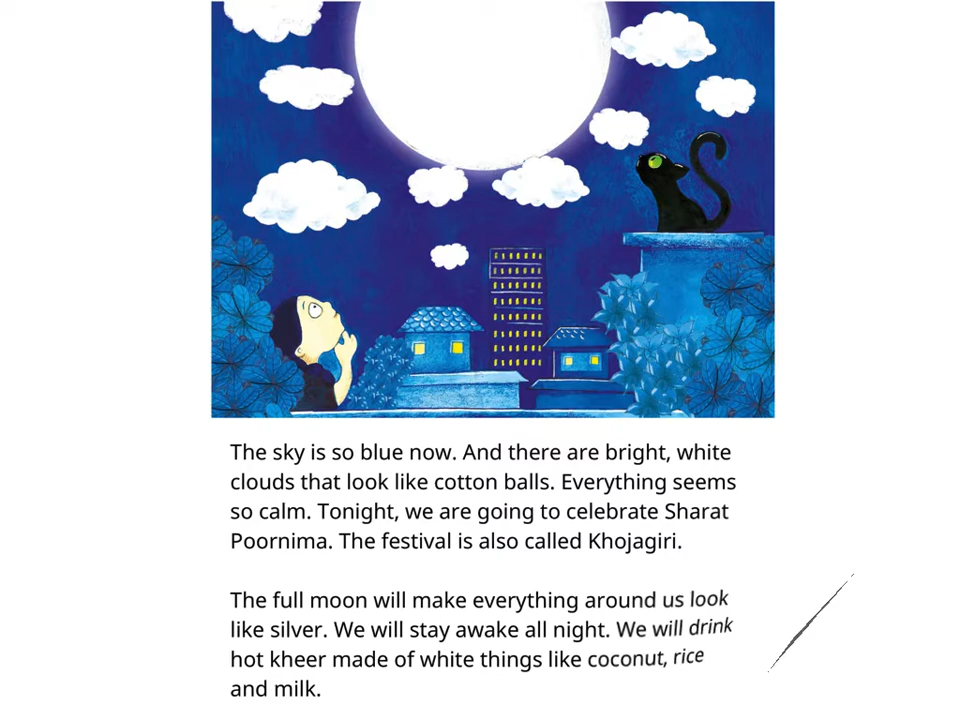 The sky is so blue now. And there are bright, white
clouds that look like cotton balls. Everything seems
so calm. Tonight, we are going to celebrate Sharat
Poornima. The festival is also called Khojagiri.
The full moon will make everything around us look
like silver. We will stay awake all night. We will drink
hot kheer made of white things like coconut, rice
and milk.